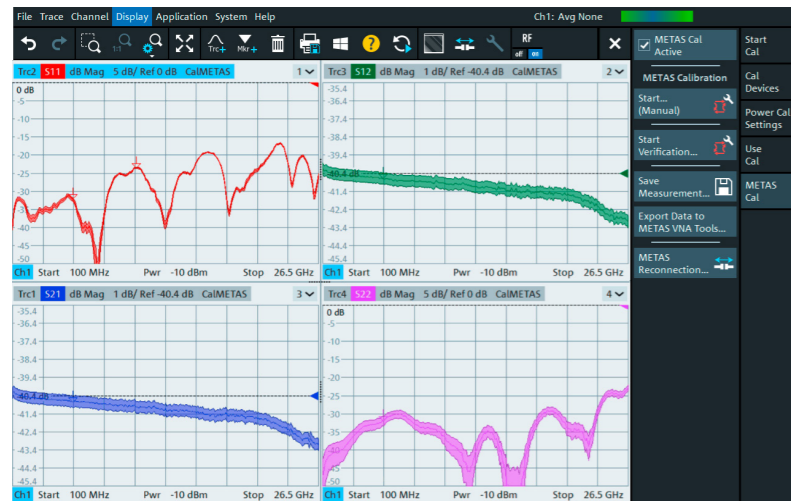 File Trace Channel Display Application System Help
Ch1: Avg None
1:1
Trc+
Mkr+
RF
off on
METAS Cal
Active
METAS Calibration
Start...
(Manual)
Start
Verification...
Save
Measurement...
Export Data to
METAS VNA Tools...
METAS
Reconnection...
Start
Cal
Cal
Devices
Power Cal
Settings
Use
Cal
METAS
Cal
Trc2 S11 dB Mag 5 dB/ Ref 0 dB CalMETAS 1
0 dB
-5
-10
-15
-20
-25
-30
-35
-40
-45
-50
Ch1 Start 100 MHz Pwr -10 dBm Stop 26.5 GHz
Trc3 S12 dB Mag 1 dB/ Ref -40.4 dB CalMETAS 2
-35.4
-36.4
-37.4
-38.4
-39.4
-40.4 dB
-41.4
-42.4
-43.4
-44.4
-45.4
Ch1 Start 100 MHz Pwr -10 dBm Stop 26.5 GHz
Trc1 S21 dB Mag 1 dB/ Ref -40.4 dB CalMETAS 3
-35.4
-36.4
-37.4
-38.4
-39.4
-40.4 dB
-41.4
-42.4
-43.4
-44.4
-45.4
Ch1 Start 100 MHz Pwr -10 dBm Stop 26.5 GHz
Trc4 S22 dB Mag 5 dB/ Ref 0 dB CalMETAS 4
0 dB
-5
-10
-15
-20
-25
-30
-35
-40
-45
-50
Ch1 Start 100 MHz Pwr -10 dBm Stop 26.5 GHz